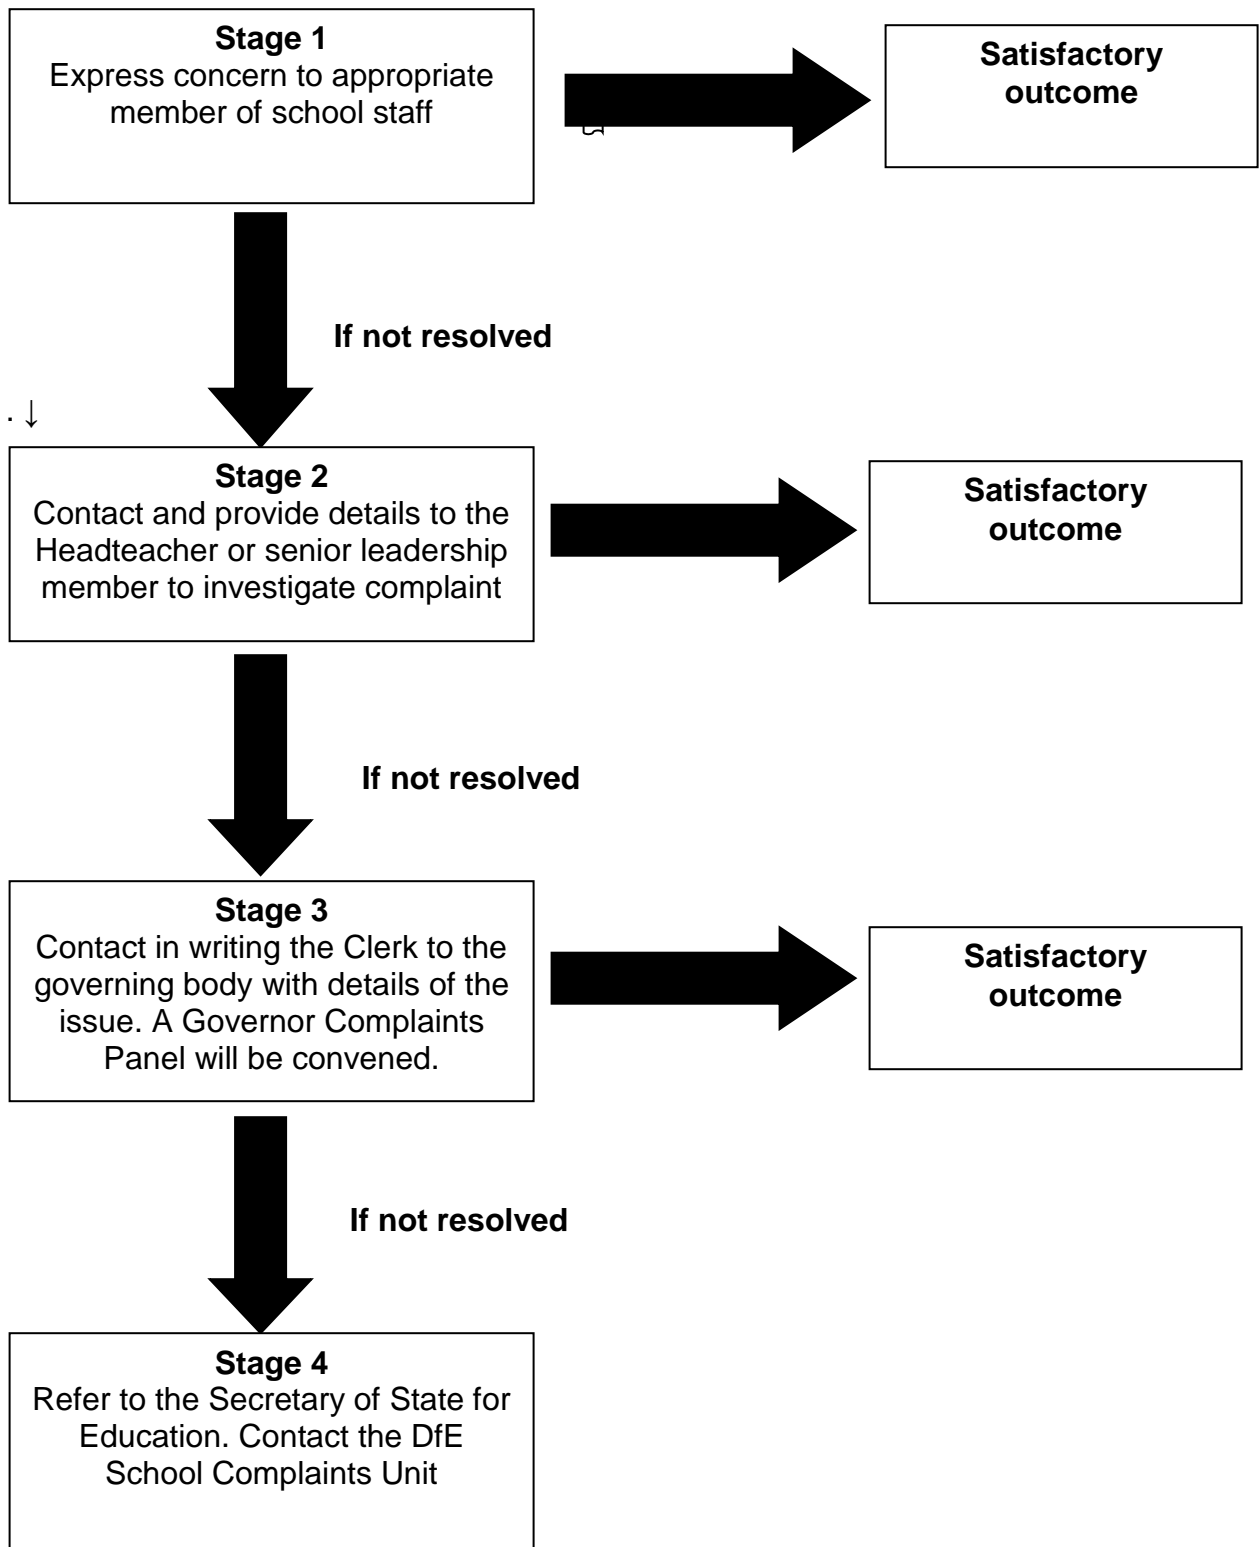 Stage 1
Express concern to appropriate
member of school staff
Satisfactory
outcome
If not resolved
. ↓
Stage 2
Contact and provide details to the
Headteacher or senior leadership
member to investigate complaint
Satisfactory
outcome
If not resolved
Stage 3
Contact in writing the Clerk to the
governing body with details of the
issue. A Governor Complaints
Panel will be convened.
Satisfactory
outcome
If not resolved
Stage 4
Refer to the Secretary of State for
Education. Contact the DfE
School Complaints Unit